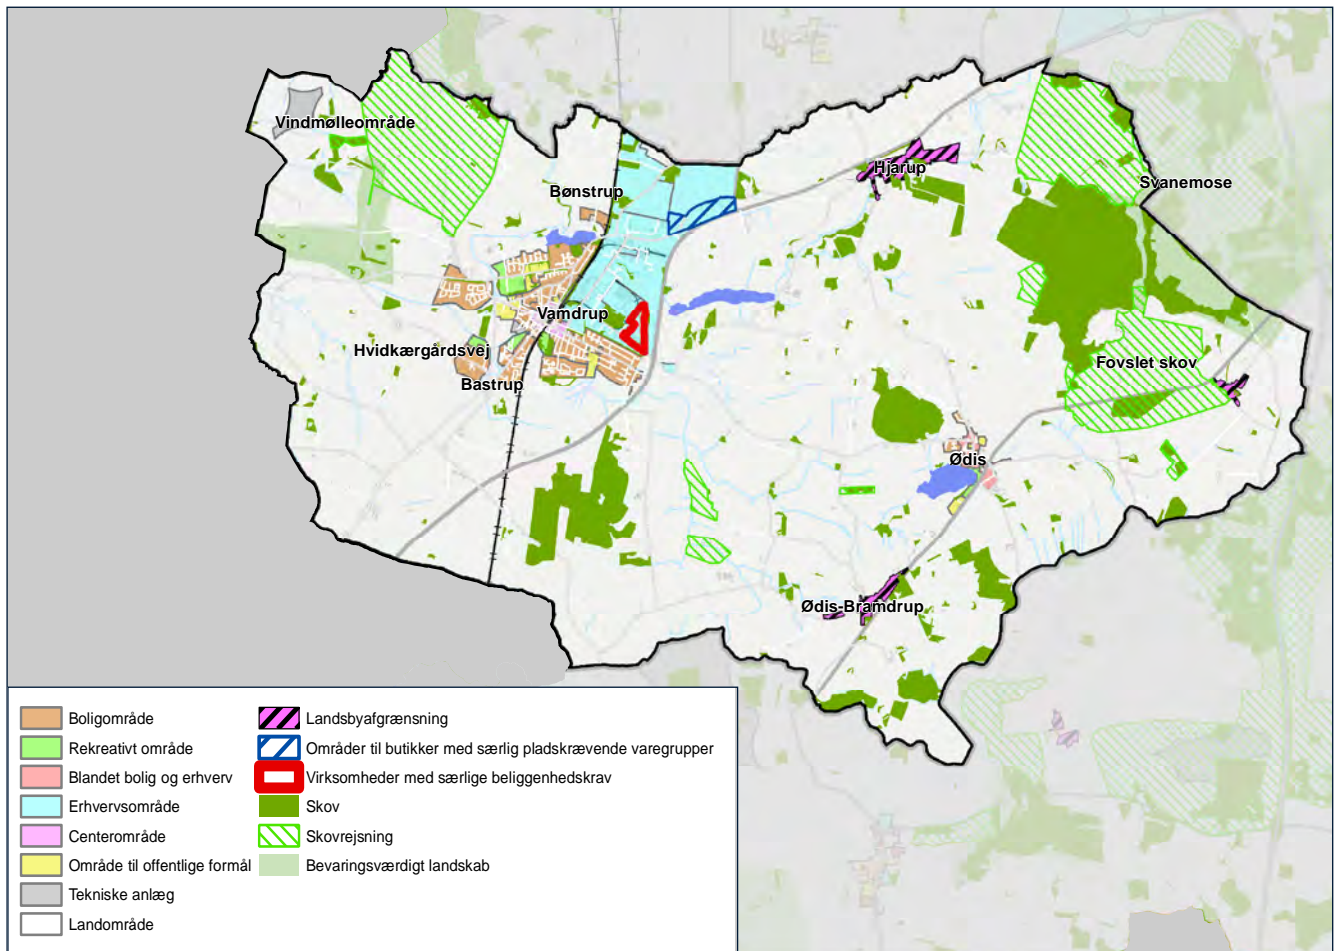 Vindmølleområde
Bønstrup
Hjarup
Svanemose
Vamdrup
Hvidkærgårdsvej
Bastrup
Fovslet skov
Ødis
Ødis-Bramdrup
Boligområde
Rekreativt område
Blandet bolig og erhverv
Erhvervsområde
Centerområde
Område til offentlige formål
Tekniske anlæg
Landområde
Landsbyafgrænsning
Områder til butikker med særlig pladskrævende varegrupper
Virksomheder med særlige beliggenhedskrav
Skov
Skovrejsning
Bevaringsværdigt landskab